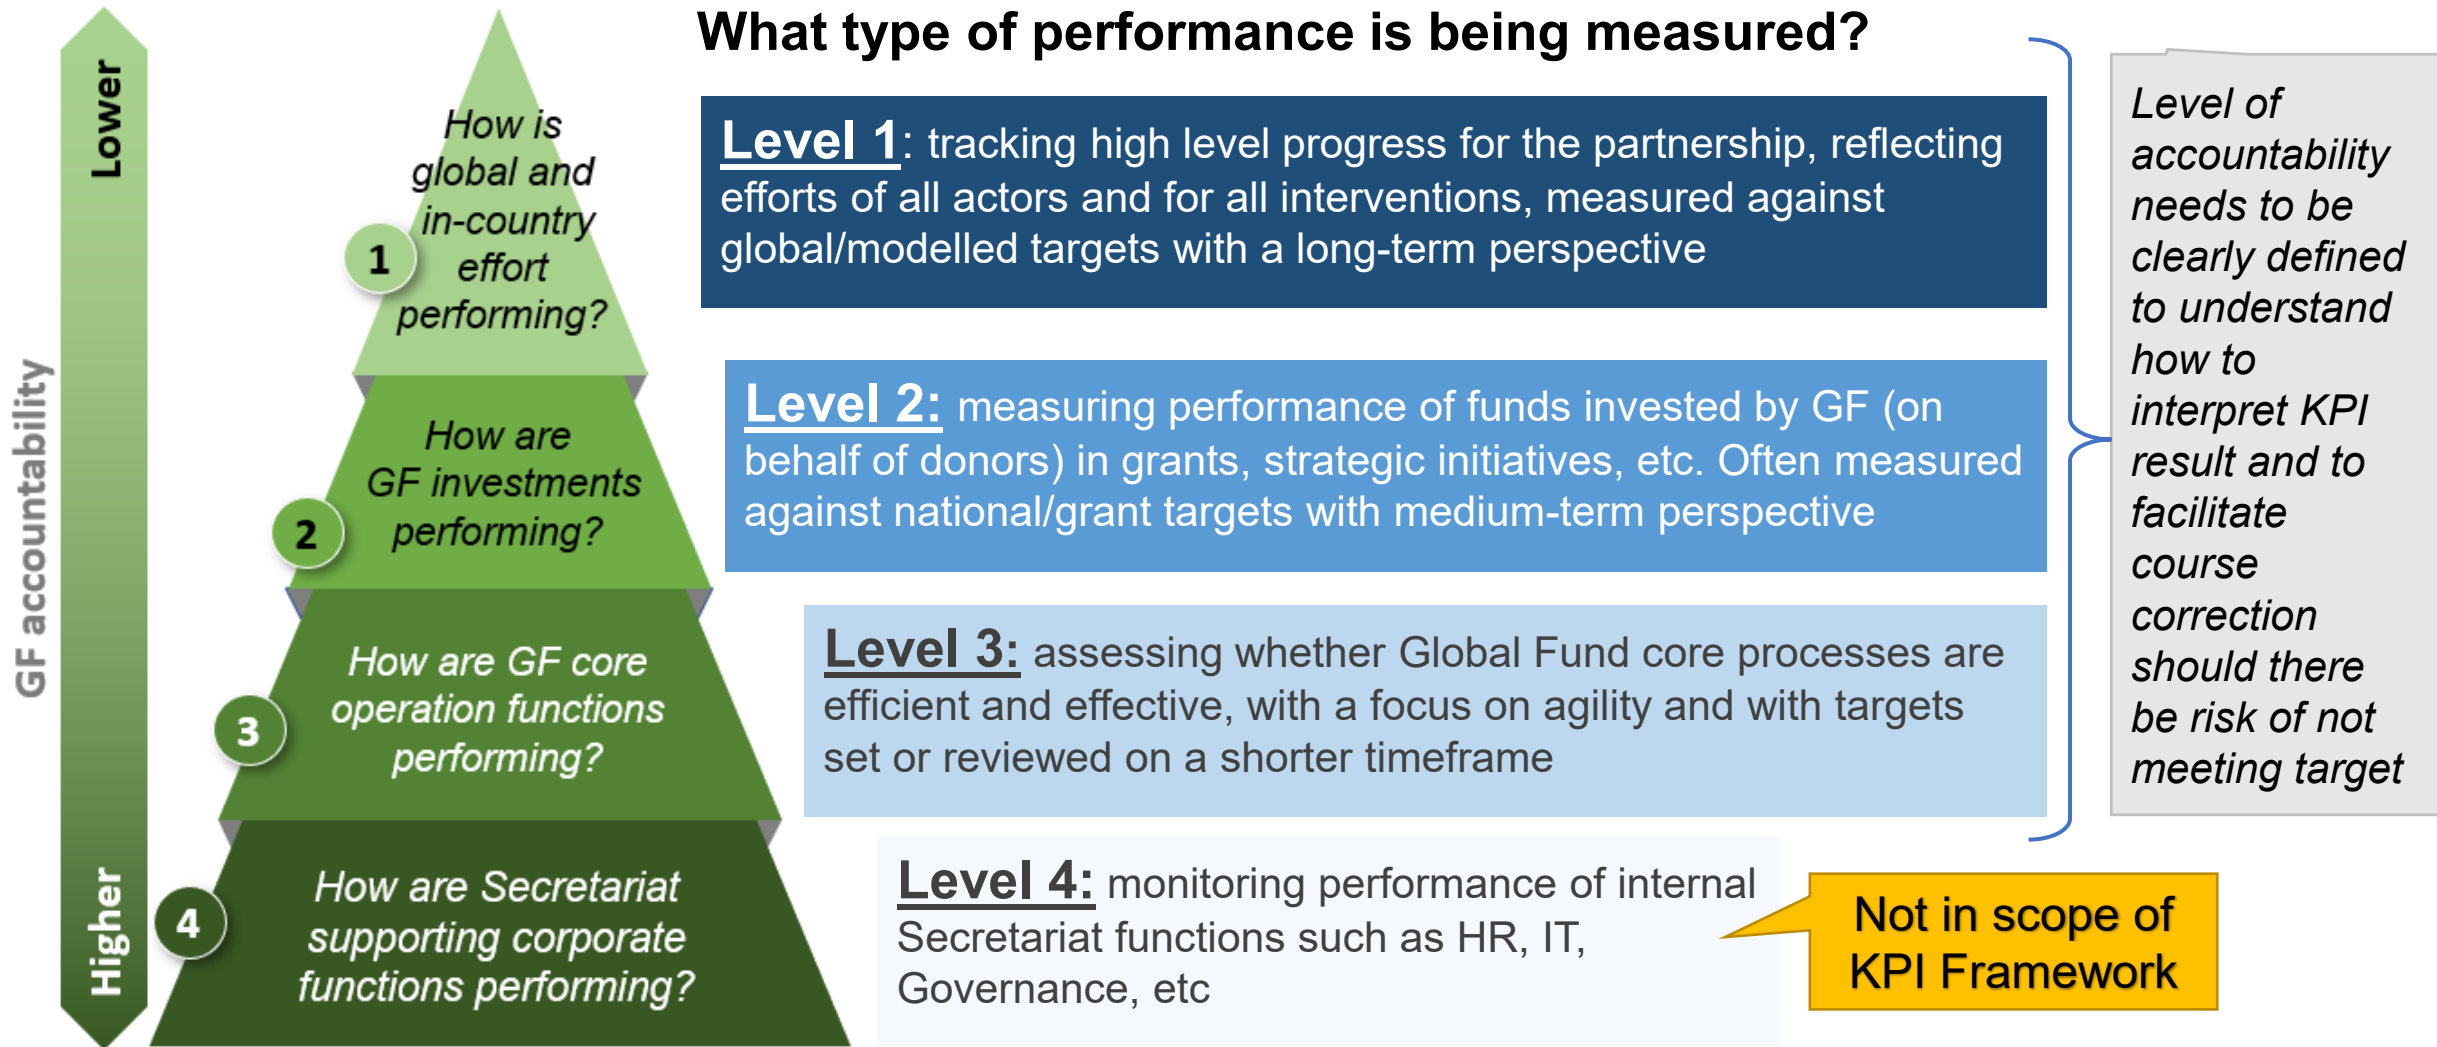 What type of performance is being measured?
GF accountability
Lower
Higher
How is
global and
in-country
effort
performing?
1
Level 1: tracking high level progress for the partnership, reflecting
efforts of all actors and for all interventions, measured against
global/modelled targets with a long-term perspective
How are
GF investments
performing?
2
Level 2: measuring performance of funds invested by GF (on
behalf of donors) in grants, strategic initiatives, etc. Often measured
against national/grant targets with medium-term perspective
How are GF core
operation functions
performing?
3
Level 3: assessing whether Global Fund core processes are
efficient and effective, with a focus on agility and with targets
set or reviewed on a shorter timeframe
How are Secretariat
supporting corporate
functions performing?
4
Level 4: monitoring performance of internal
Secretariat functions such as HR, IT,
Governance, etc
Not in scope of
KPI Framework
Level of
accountability
needs to be
clearly defined
to understand
how to
interpret KPI
result and to
facilitate
course
correction
should there
be risk of not
meeting target